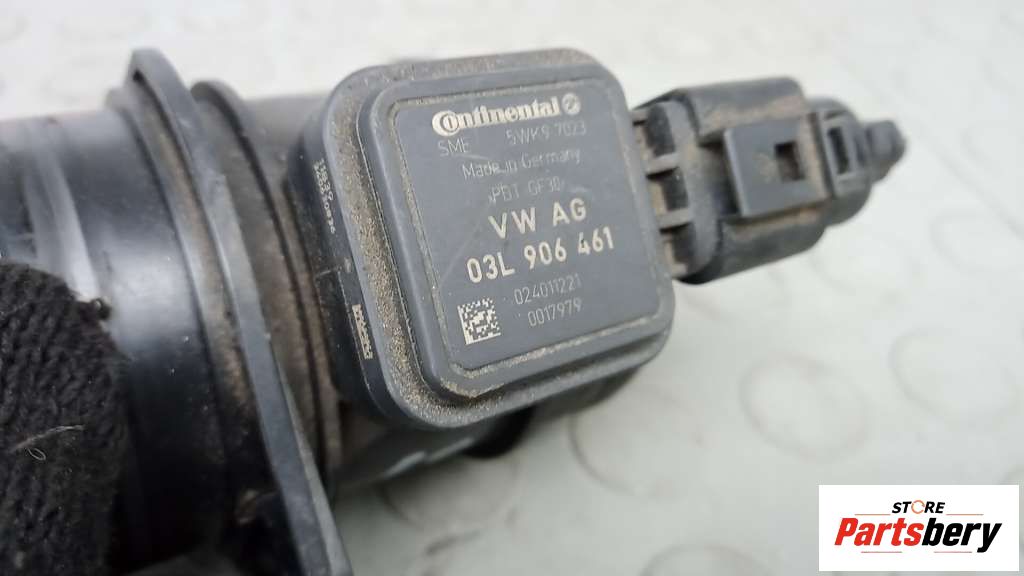 Continental
SME 5WK9 7023
Made in Germany
PBT GF30
VW AG
03L 906 461
024011221
0017979
STORE
Partsbery